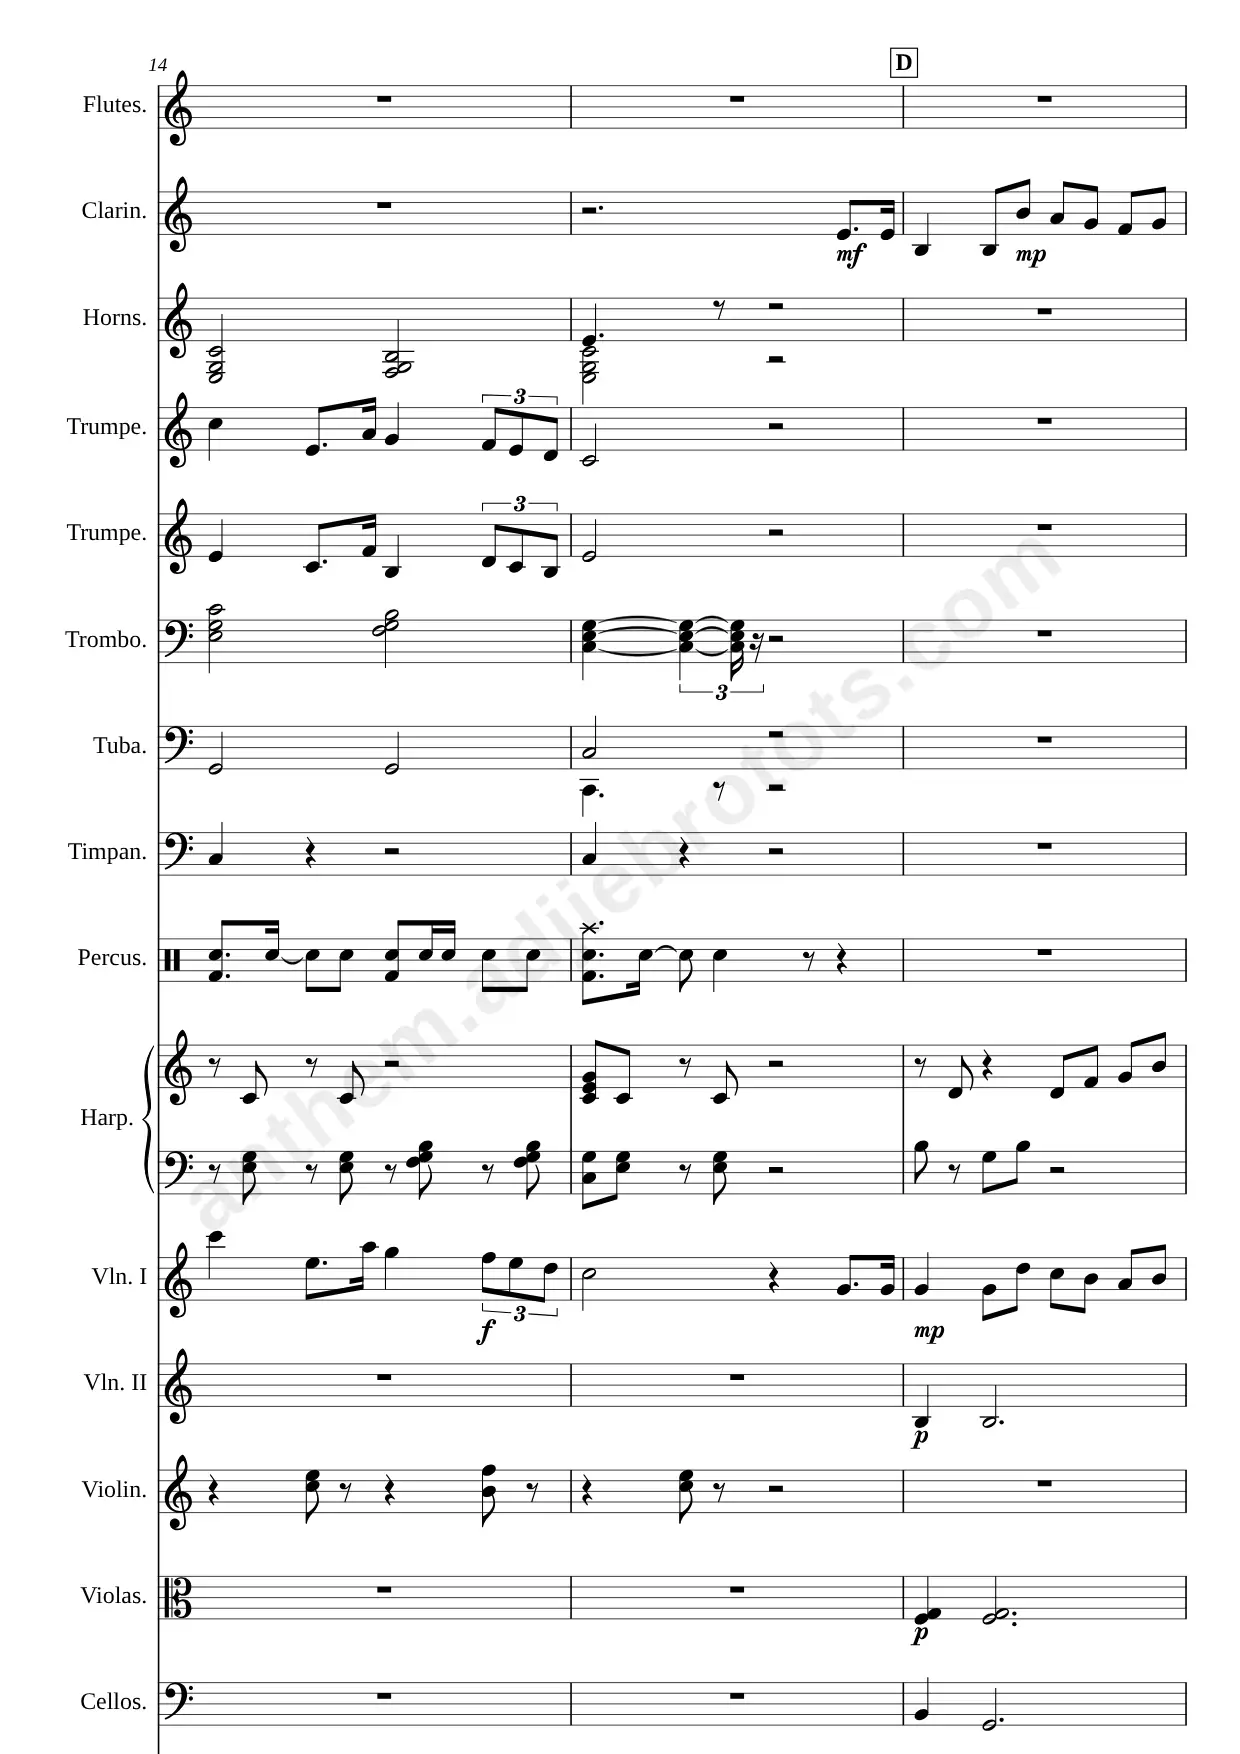 14
D
Flutes.
Clarin.
mf
mp
Horns.
Trumpe.
3
Trumpe.
3
Trombo.
3
Tuba.
Timpan.
Percus.
Harp.
Vln. I
3
f
mp
Vln. II
p
Violin.
Violas.
p
Cellos.
anthem.adjiebrotots.com